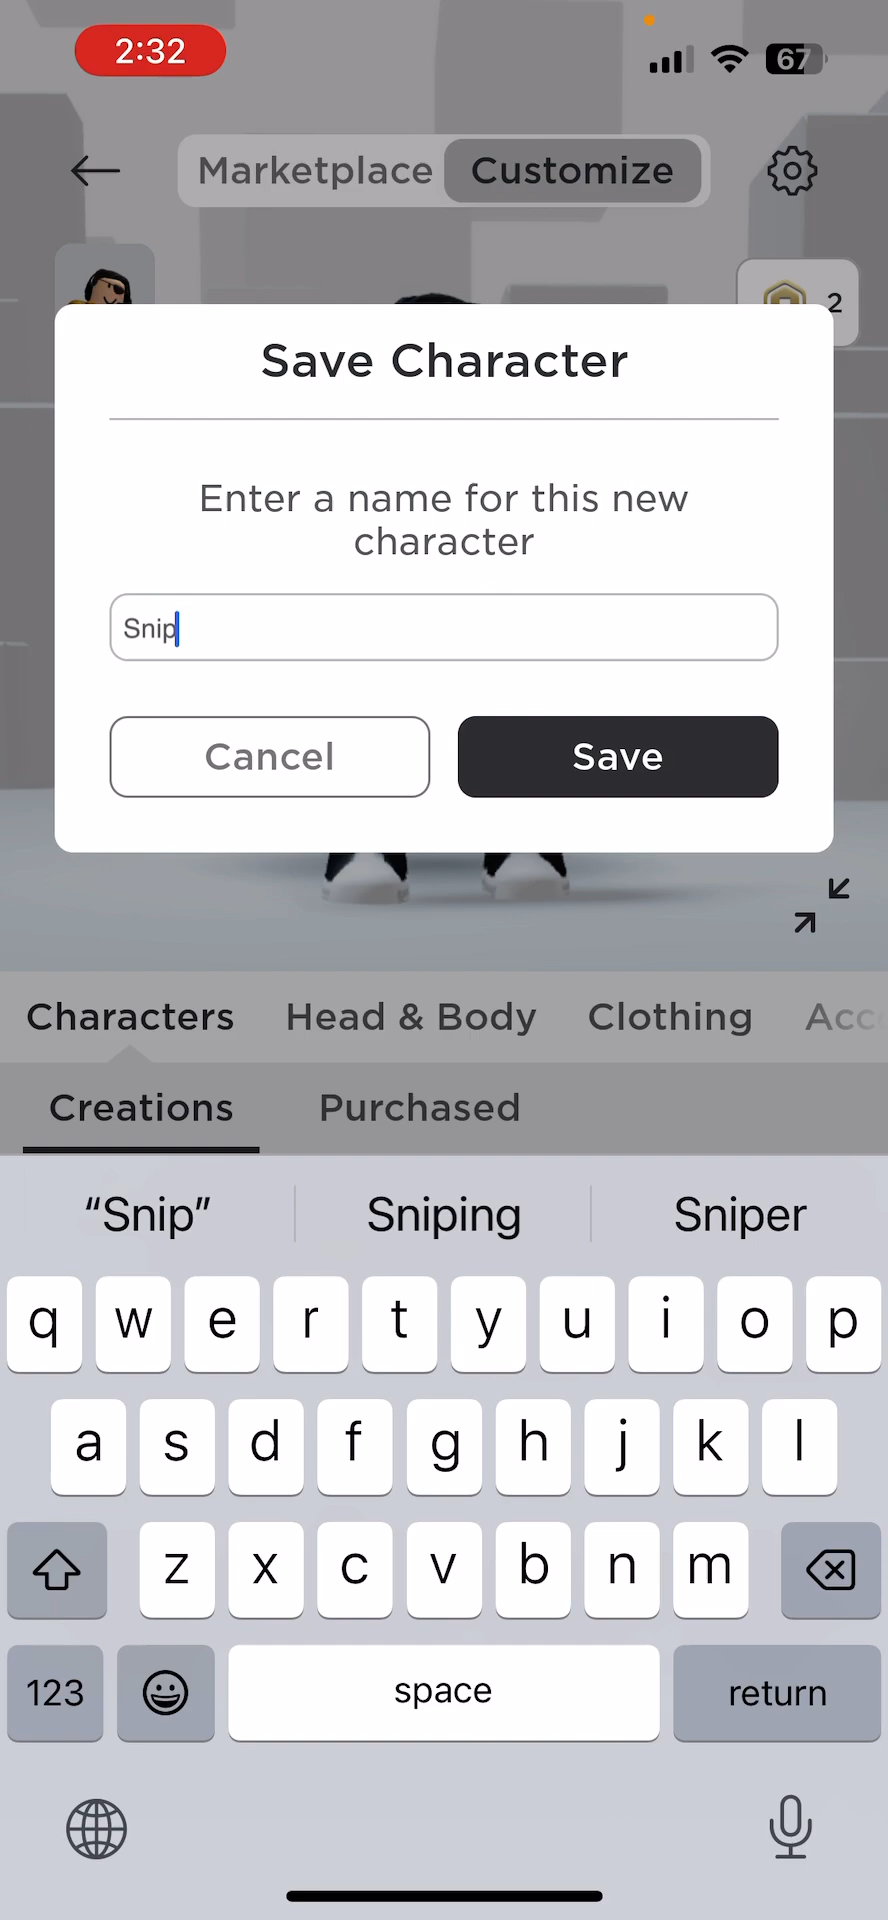 2:32
67
Marketplace Customize
2
Save Character
Enter a name for this new
character
Snip
Cancel Save
Characters Head & Body Clothing Acc
Creations Purchased
“Snip” Sniping Sniper
q w e r t y u i o p
a s d f g h j k l
z x c v b n m
123 space return